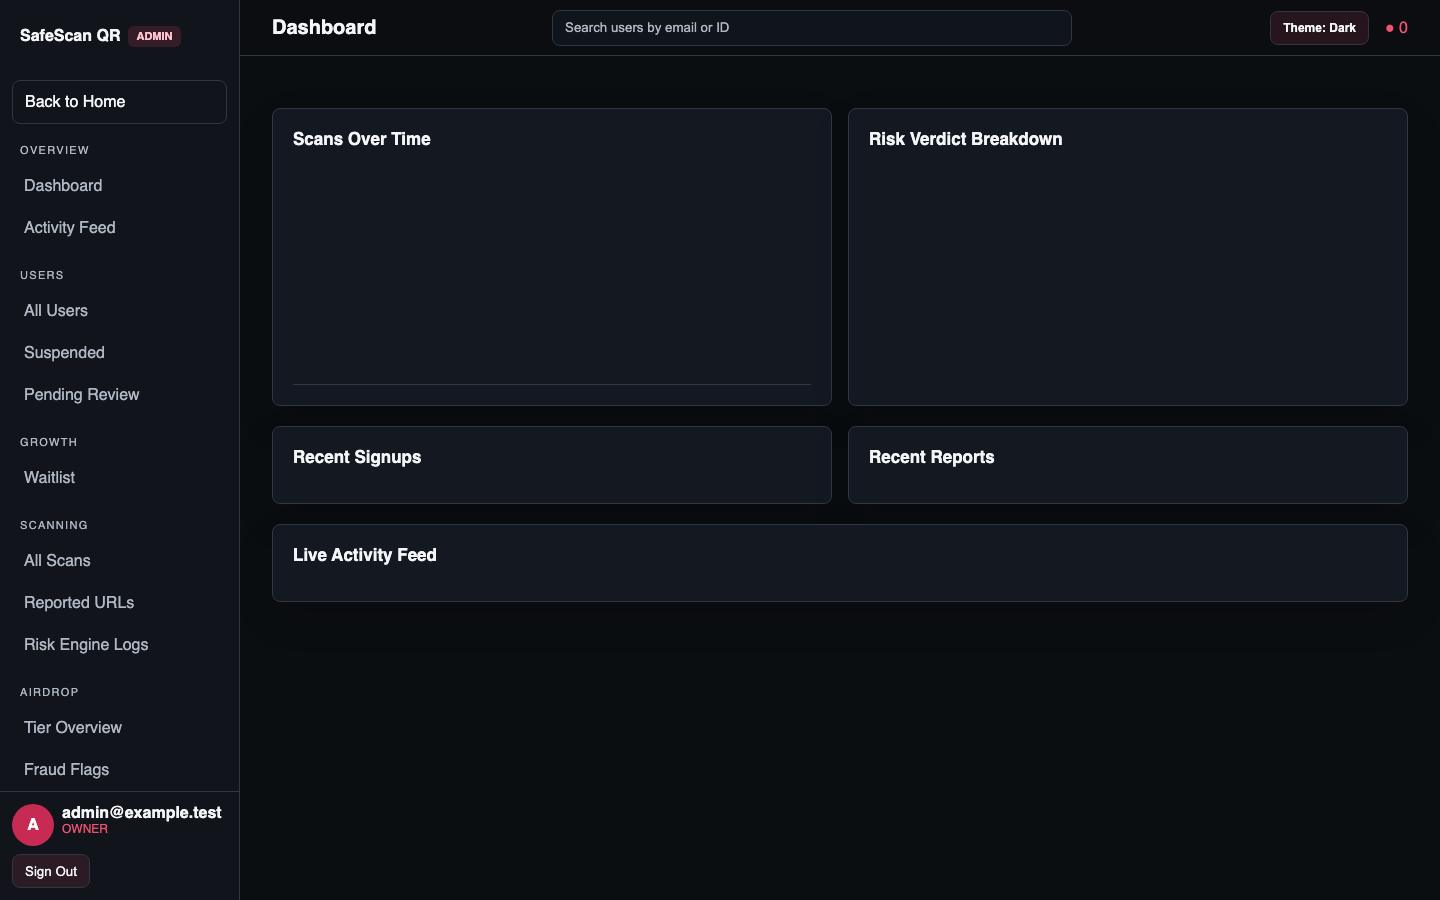 SafeScan QR ADMIN
Back to Home
OVERVIEW
Dashboard
Activity Feed
USERS
All Users
Suspended
Pending Review
GROWTH
Waitlist
SCANNING
All Scans
Reported URLs
Risk Engine Logs
AIRDROP
Tier Overview
Fraud Flags
A
admin@example.test
OWNER
Sign Out
Dashboard
Search users by email or ID
Theme: Dark
● 0
Scans Over Time
Risk Verdict Breakdown
Recent Signups
Recent Reports
Live Activity Feed